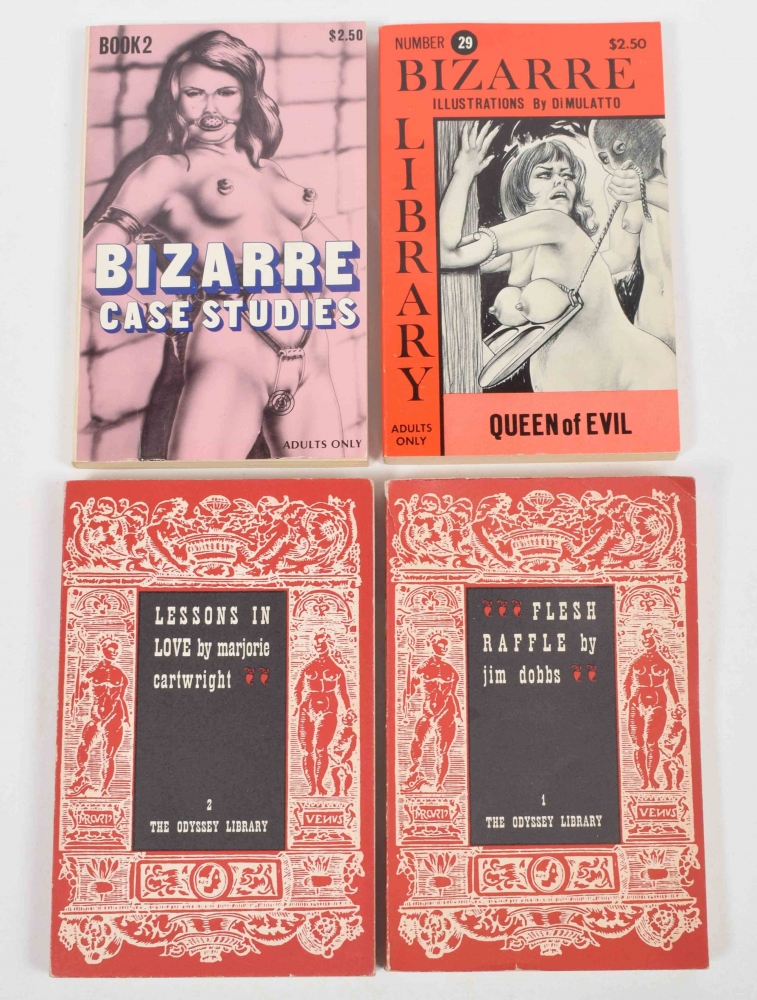 BOOK 2
$2.50
BIZARRE
CASE STUDIES
ADULTS ONLY
NUMBER 29
$2.50
BIZARRE
ILLUSTRATIONS By DiMULATTO
LIBRARY
ADULTS
ONLY
QUEEN of EVIL
LESSONS IN
LOVE by marjorie
cartwright
2
THE ODYSSEY LIBRARY
VENUS
FLESH
RAFFLE by
jim dobbs
1
THE ODYSSEY LIBRARY
VENUS